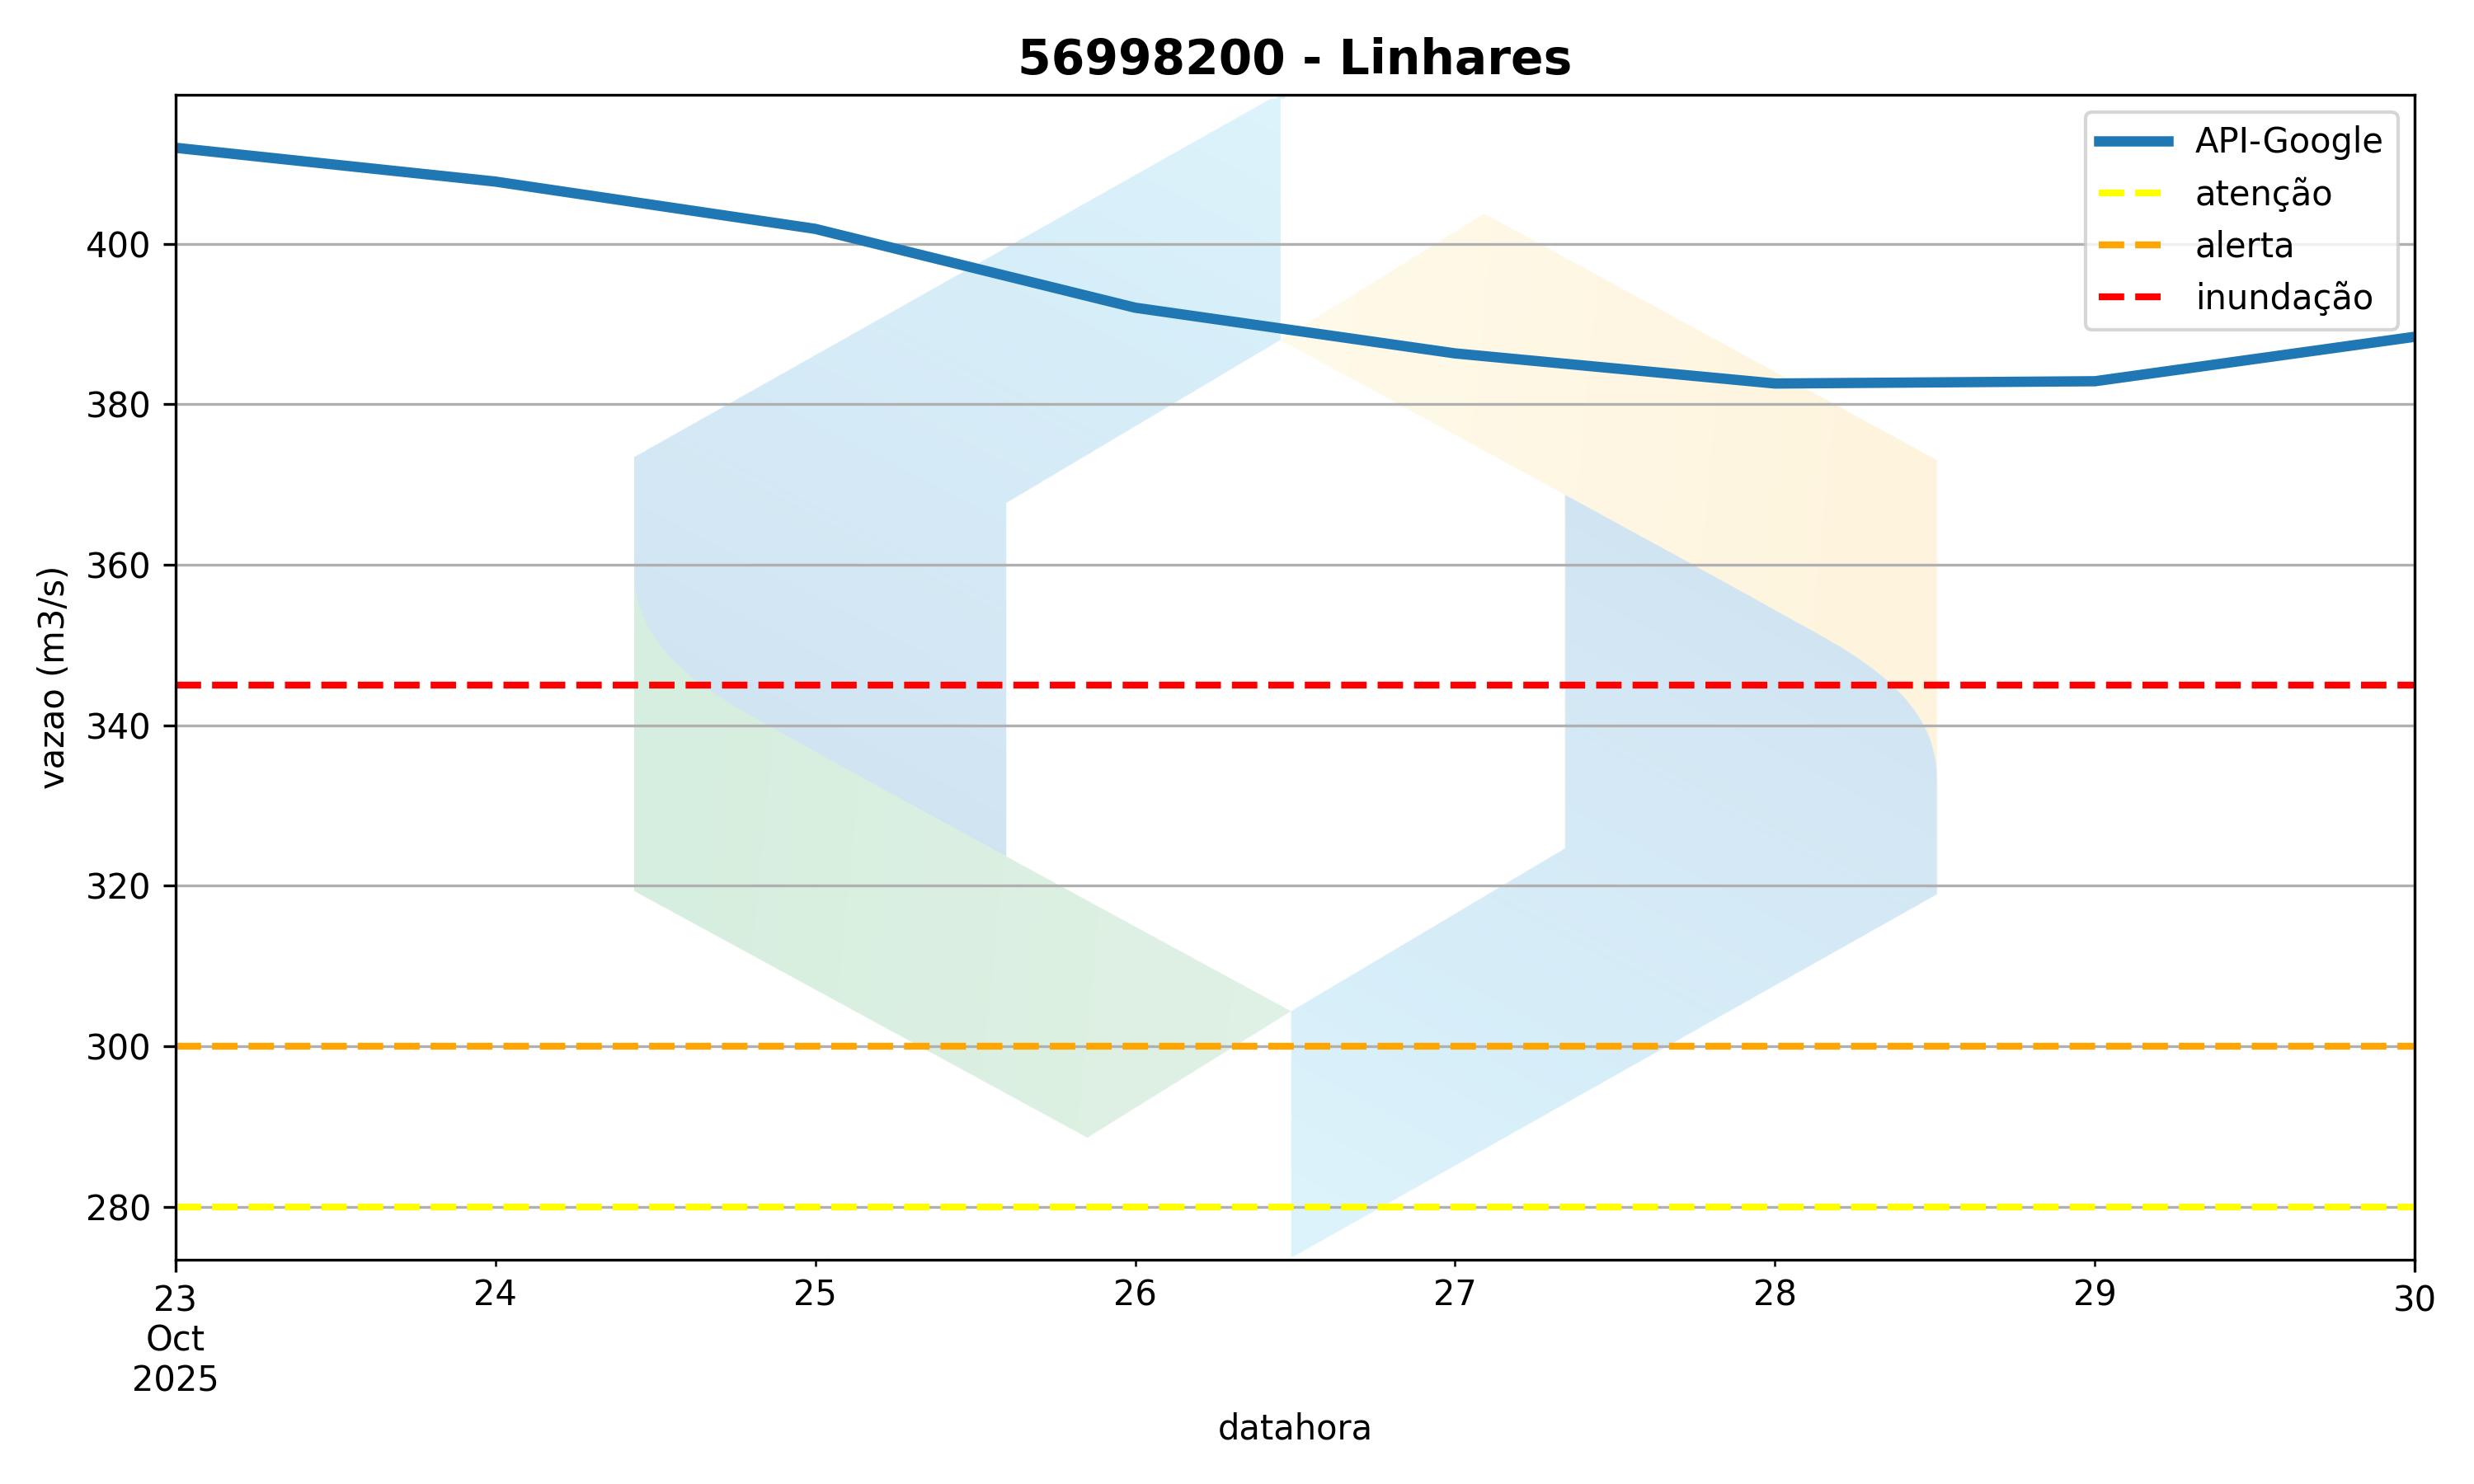 56998200 - Linhares
API-Google
atenção
alerta
inundação
400
380
360
340
320
300
280
vazao (m3/s)
23 24 25 26 27 28 29 30
Oct
2025
datahora